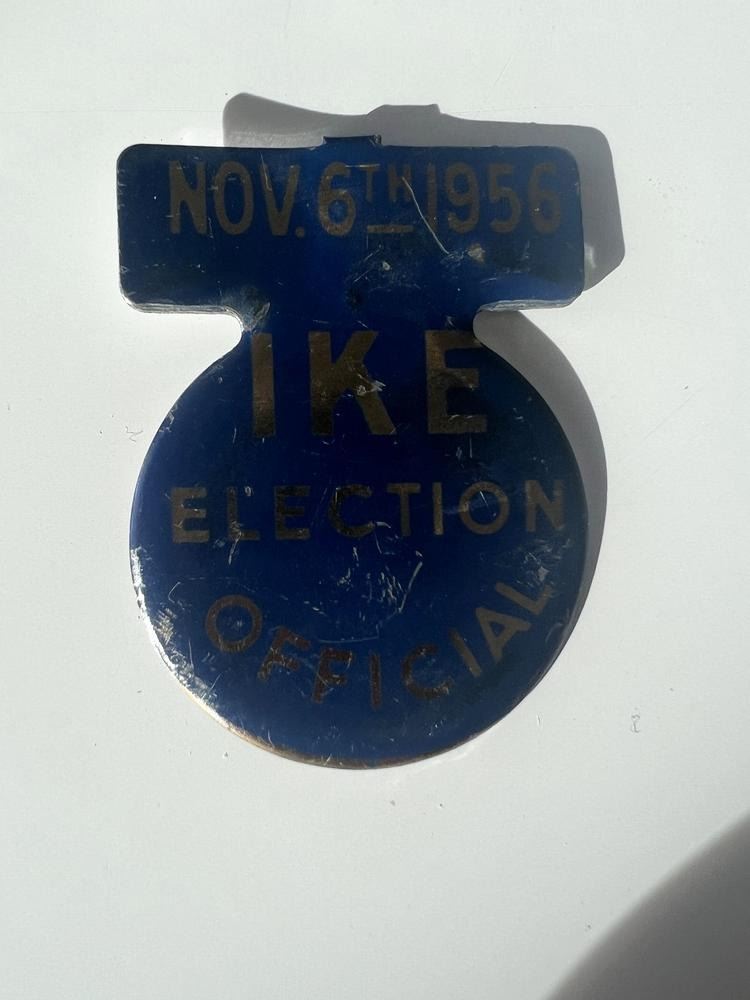 NOV. 6TH 1956
IKE
ELECTION
OFFICIAL